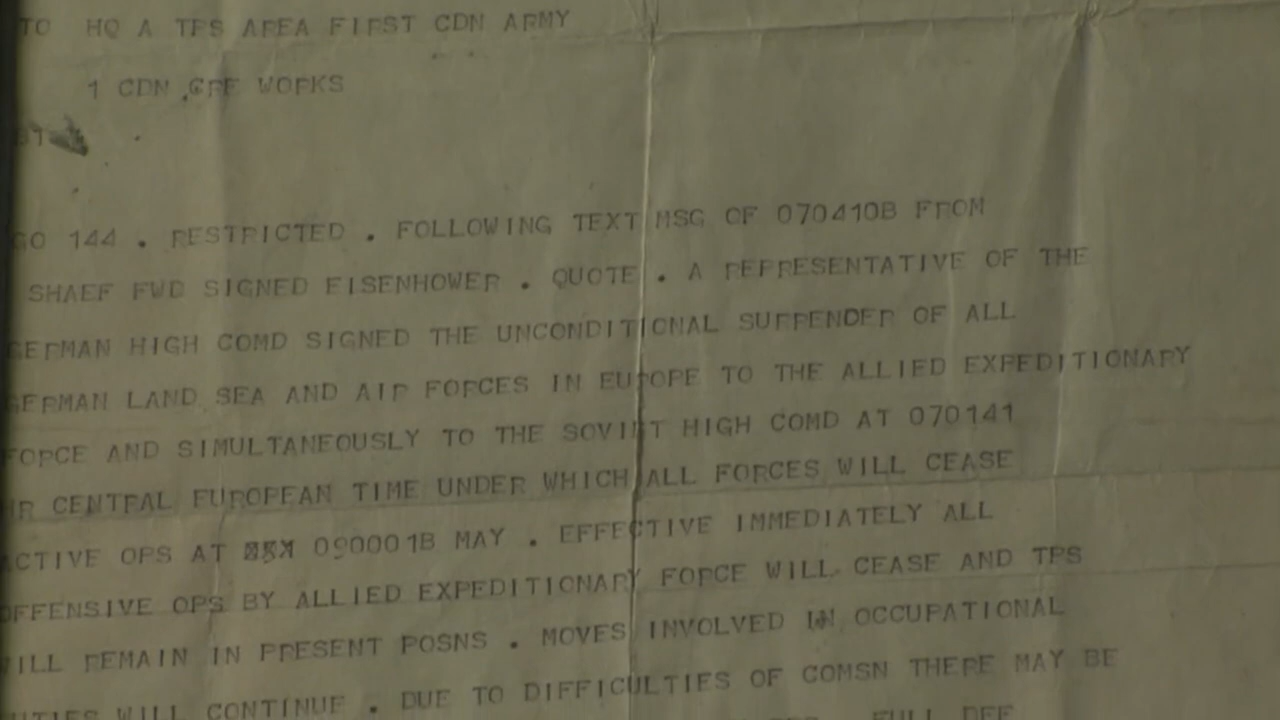 TO HQ A TPS AREA FIRST CDN ARMY
1 CDN WORKS
BT
GO 144 . RESTRICTED . FOLLOWING TEXT MSG OF 070410B FROM
SHAEF FWD SIGNED EISENHOWER . QUOTE . A REPRESENTATIVE OF THE
GERMAN HIGH COMD SIGNED THE UNCONDITIONAL SURRENDER OF ALL
GERMAN LAND SEA AND AIR FORCES IN EUROPE TO THE ALLIED EXPEDITIONARY
FORCE AND SIMULTANEOUSLY TO THE SOVIET HIGH COMD AT 070141
HR CENTRAL EUROPEAN TIME UNDER WHICH ALL FORCES WILL CEASE
ACTIVE OPS AT 090001B MAY . EFFECTIVE IMMEDIATELY ALL
OFFENSIVE OPS BY ALLIED EXPEDITIONARY FORCE WILL CEASE AND TPS
WILL REMAIN IN PRESENT POSNS . MOVES INVOLVED IN OCCUPATIONAL
DUTIES WILL CONTINUE . DUE TO DIFFICULTIES OF COMSN THERE MAY BE
FULL DEF